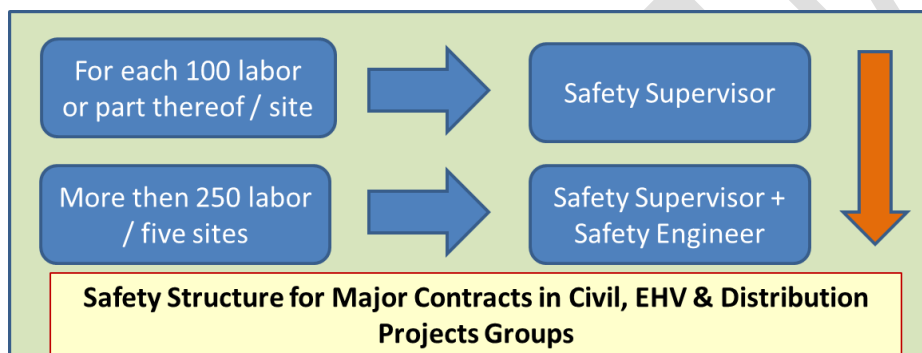 For each 100 labor
or part thereof / site
Safety Supervisor
More then 250 labor
/ five sites
Safety Supervisor +
Safety Engineer
Safety Structure for Major Contracts in Civil, EHV & Distribution
Projects Groups